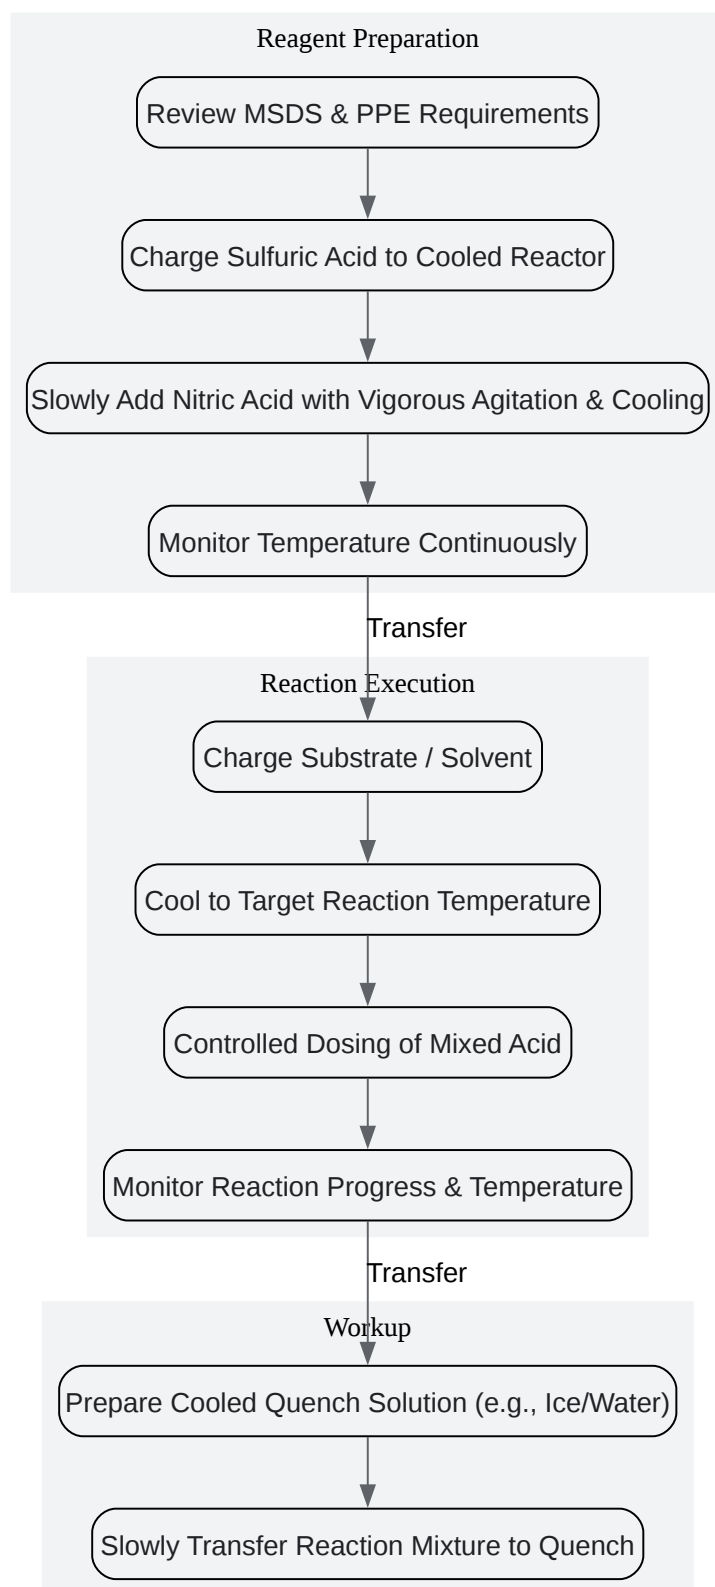 Reagent Preparation
Review MSDS & PPE Requirements
Charge Sulfuric Acid to Cooled Reactor
Slowly Add Nitric Acid with Vigorous Agitation & Cooling
Monitor Temperature Continuously
Transfer
Reaction Execution
Charge Substrate / Solvent
Cool to Target Reaction Temperature
Controlled Dosing of Mixed Acid
Monitor Reaction Progress & Temperature
Transfer
Workup
Prepare Cooled Quench Solution (e.g., Ice/Water)
Slowly Transfer Reaction Mixture to Quench